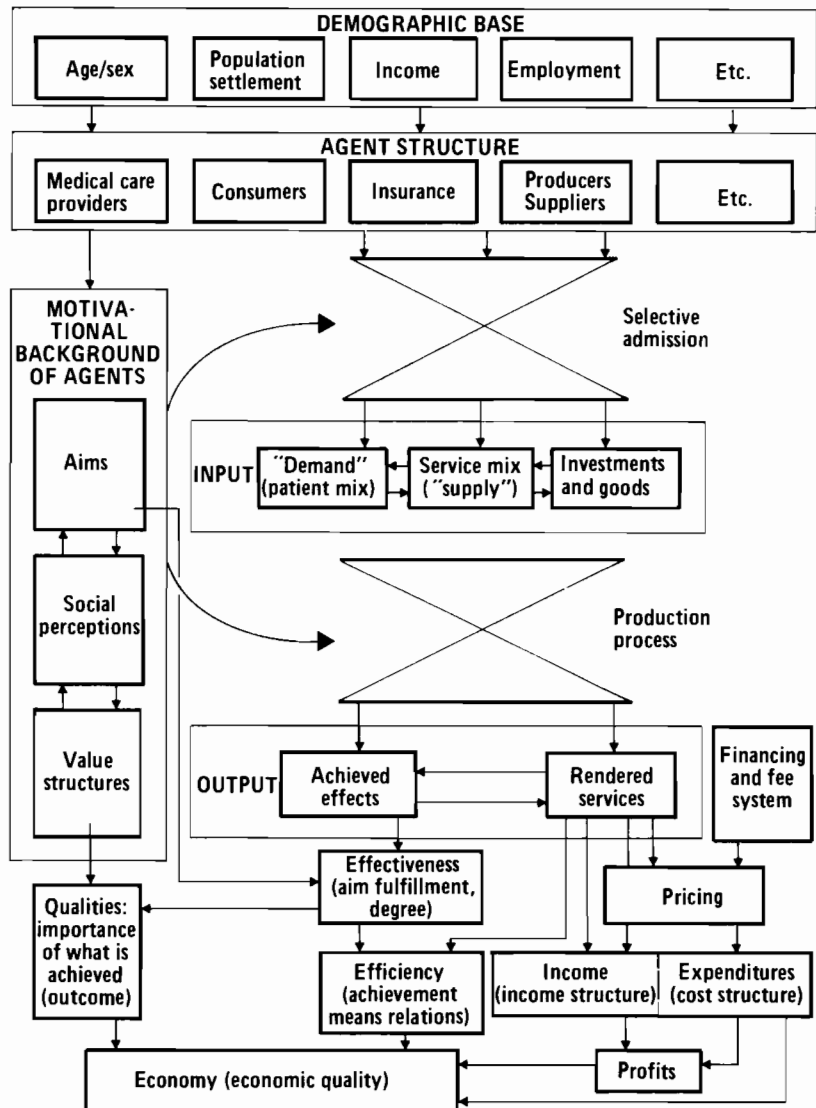 DEMOGRAPHIC BASE
Age/sex
Population
settlement
Income
Employment
Etc.
AGENT STRUCTURE
Medical care
providers
Consumers
Insurance
Producers
Suppliers
Etc.
MOTIVA-
TIONAL
BACKGROUND
OF AGENTS
Aims
Social
perceptions
Value
structures
Selective
admission
INPUT
"Demand"
(patient mix)
Service mix
("supply")
Investments
and goods
Production
process
OUTPUT
Achieved
effects
Rendered
services
Financing
and fee
system
Effectiveness
(aim fulfillment,
degree)
Pricing
Qualities:
importance
of what is
achieved
(outcome)
Efficiency
(achievement
means relations)
Income
(income structure)
Expenditures
(cost structure)
Economy (economic quality)
Profits